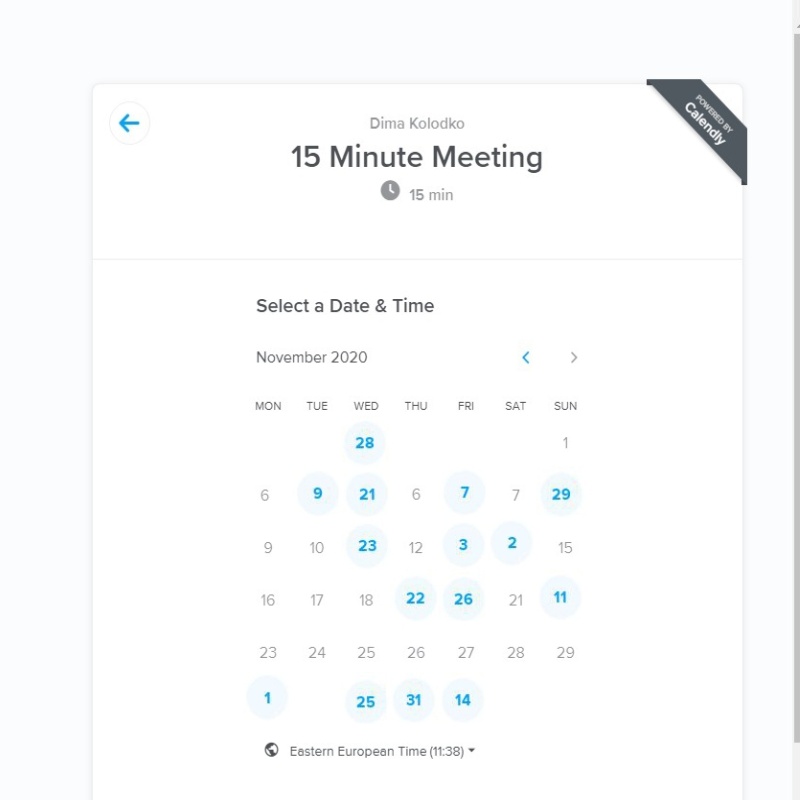 POWERED BY
Calendly
Dima Kolodko
15 Minute Meeting
15 min
Select a Date & Time
November 2020
MON TUE WED THU FRI SAT SUN
28 1
6 9 21 6 7 7 29
9 10 23 12 3 2 15
16 17 18 22 26 21 11
23 24 25 26 27 28 29
1 25 31 14
Eastern European Time (11:38)